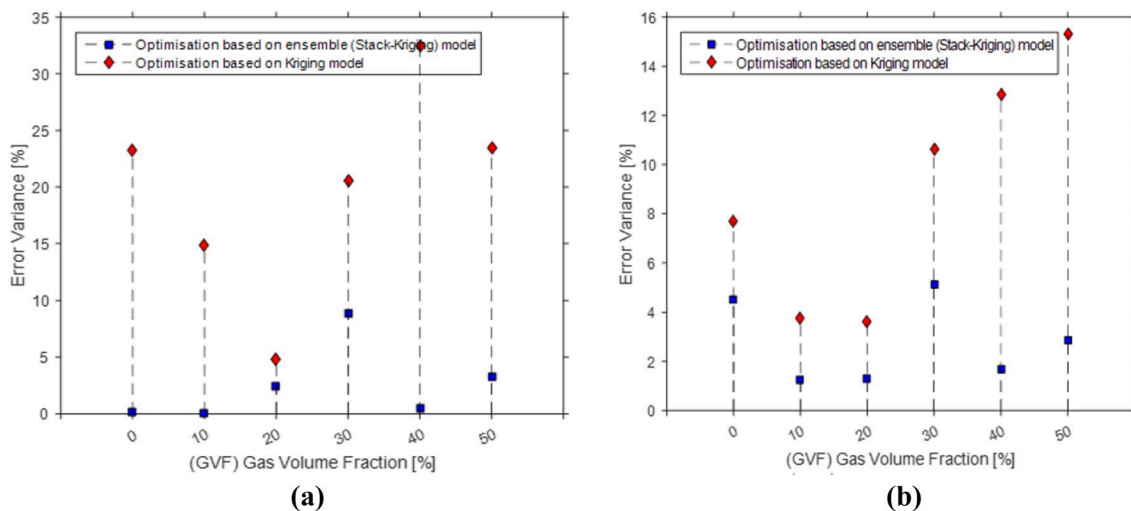 35
30
25
20
15
10
5
0
Error Variance [%]
Optimisation based on ensemble (Stack-Kriging) model
Optimisation based on Kriging model
0 10 20 30 40 50
(GVF) Gas Volume Fraction [%]
(a)
16
14
12
10
8
6
4
2
0
Error Variance [%]
Optimisation based on ensemble (Stack-Kriging) model
Optimisation based on Kriging model
0 10 20 30 40 50
(GVF) Gas Volume Fraction [%]
(b)